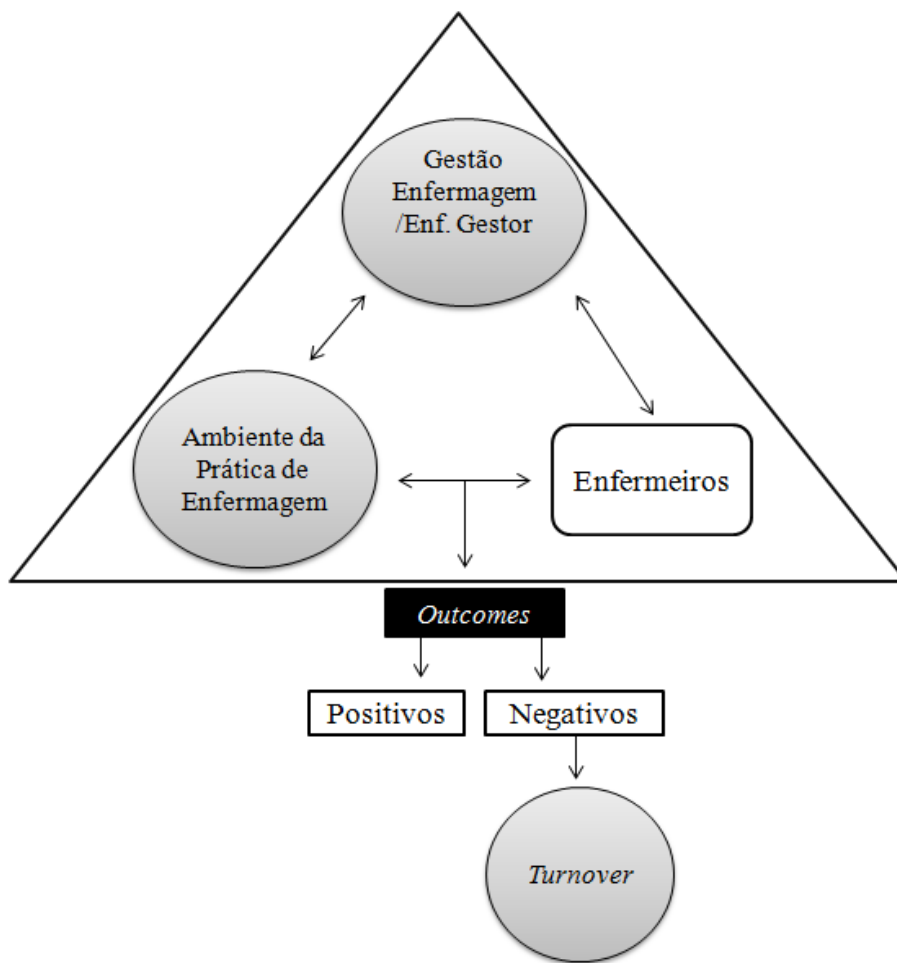 Gestão
Enfermagem
/Enf. Gestor
Ambiente da
Prática de
Enfermagem
Enfermeiros
Outcomes
Positivos
Negativos
Turnover